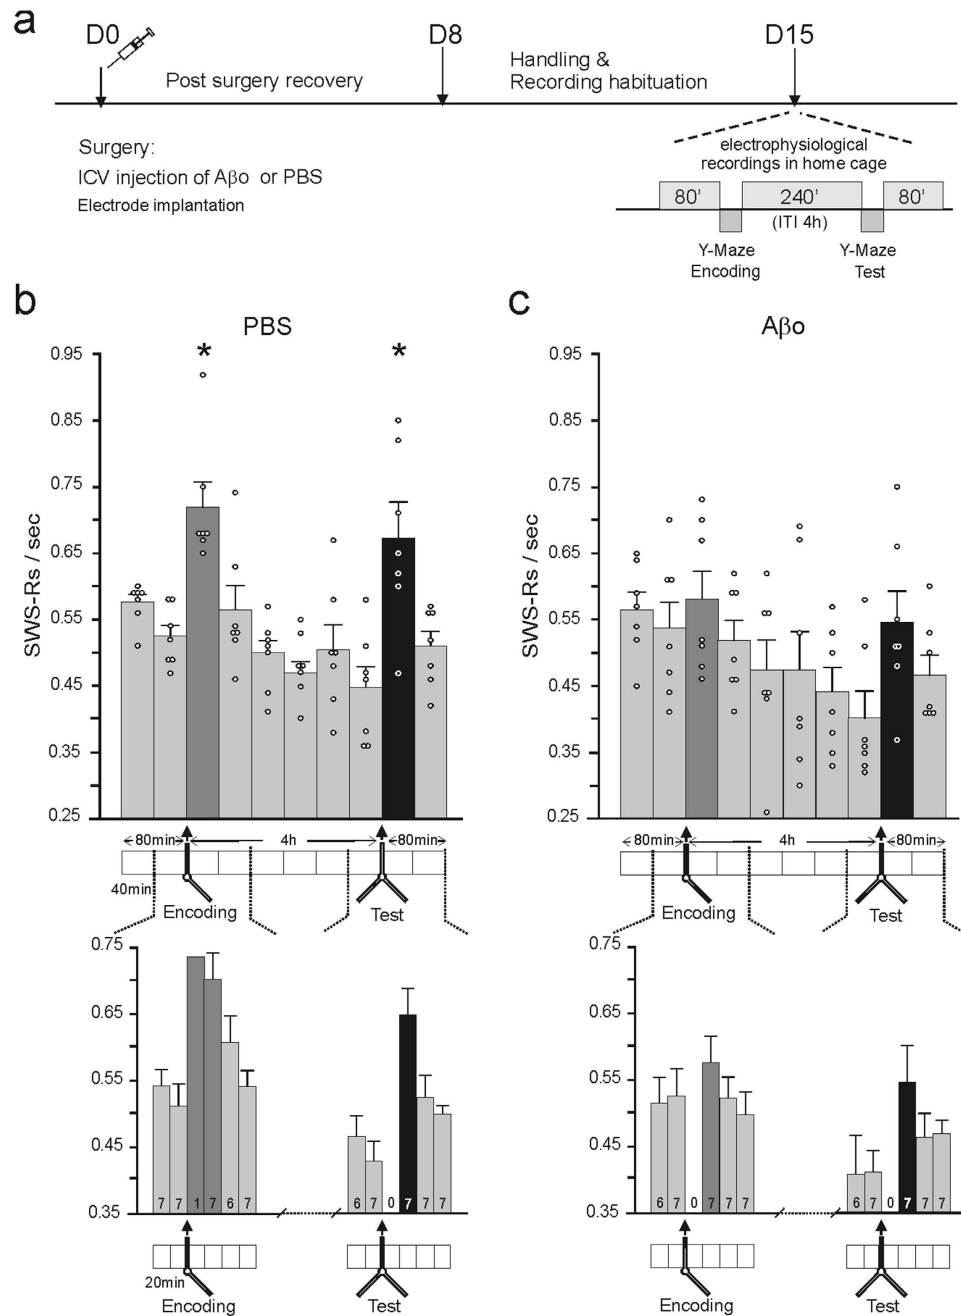 a
D0
D8
D15
Post surgery recovery
Handling &
Recording habituation
Surgery:
ICV injection of Aβo or PBS
Electrode implantation
electrophysiological
recordings in home cage
80' 240' 80'
(ITI 4h)
Y-Maze
Encoding
Y-Maze
Test
b
PBS
* *
SWS-Rs / sec
0.95
0.85
0.75
0.65
0.55
0.45
0.35
0.25
80min 4h 80min
40min
Encoding Test
0.75
0.65
0.55
0.45
0.35
7 7 1 7 6 7 6 7 0 7 7 7
20min
Encoding Test
c
Aβo
SWS-Rs / sec
0.95
0.85
0.75
0.65
0.55
0.45
0.35
0.25
80min 4h 80min
Encoding Test
0.75
0.65
0.55
0.45
0.35
6 7 0 7 7 7 6 7 0 7 7 7
Encoding Test